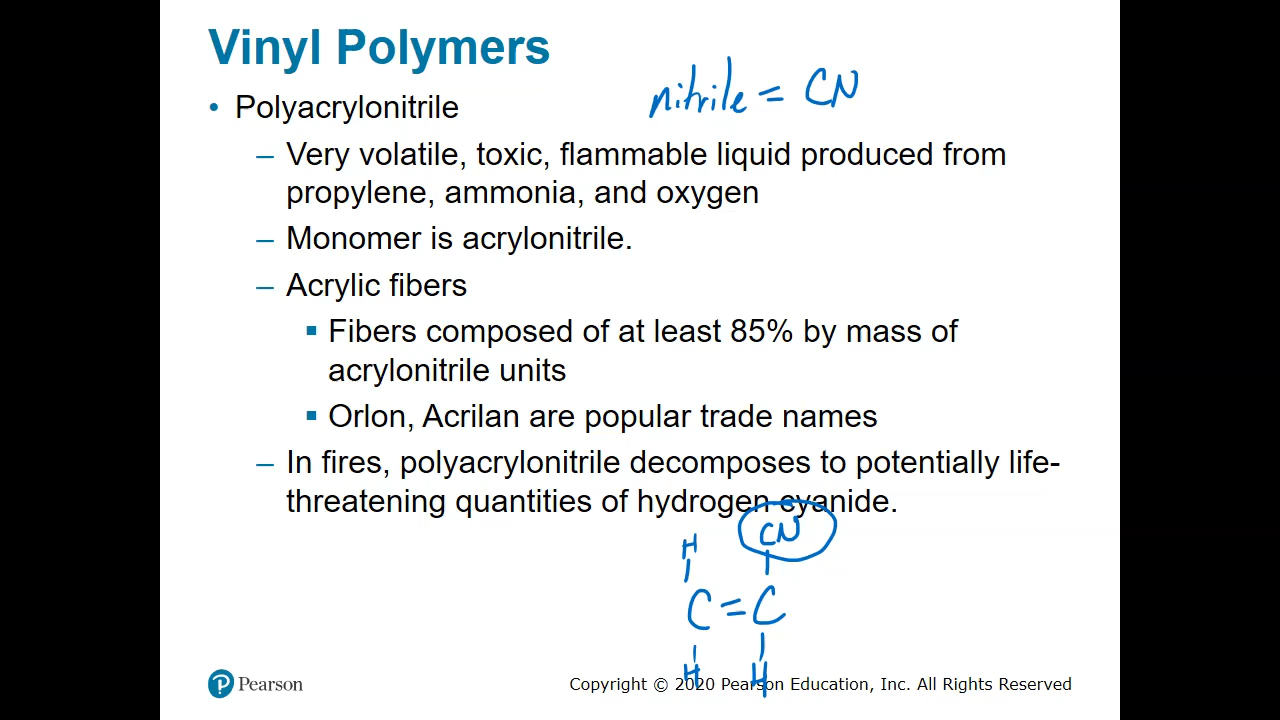 Vinyl Polymers
nitrile = CN
• Polyacrylonitrile
– Very volatile, toxic, flammable liquid produced from
propylene, ammonia, and oxygen
– Monomer is acrylonitrile.
– Acrylic fibers
▪ Fibers composed of at least 85% by mass of
acrylonitrile units
▪ Orlon, Acrilan are popular trade names
– In fires, polyacrylonitrile decomposes to potentially life-
threatening quantities of hydrogen cyanide.
H CN
C = C
H H
Pearson
Copyright © 2020 Pearson Education, Inc. All Rights Reserved